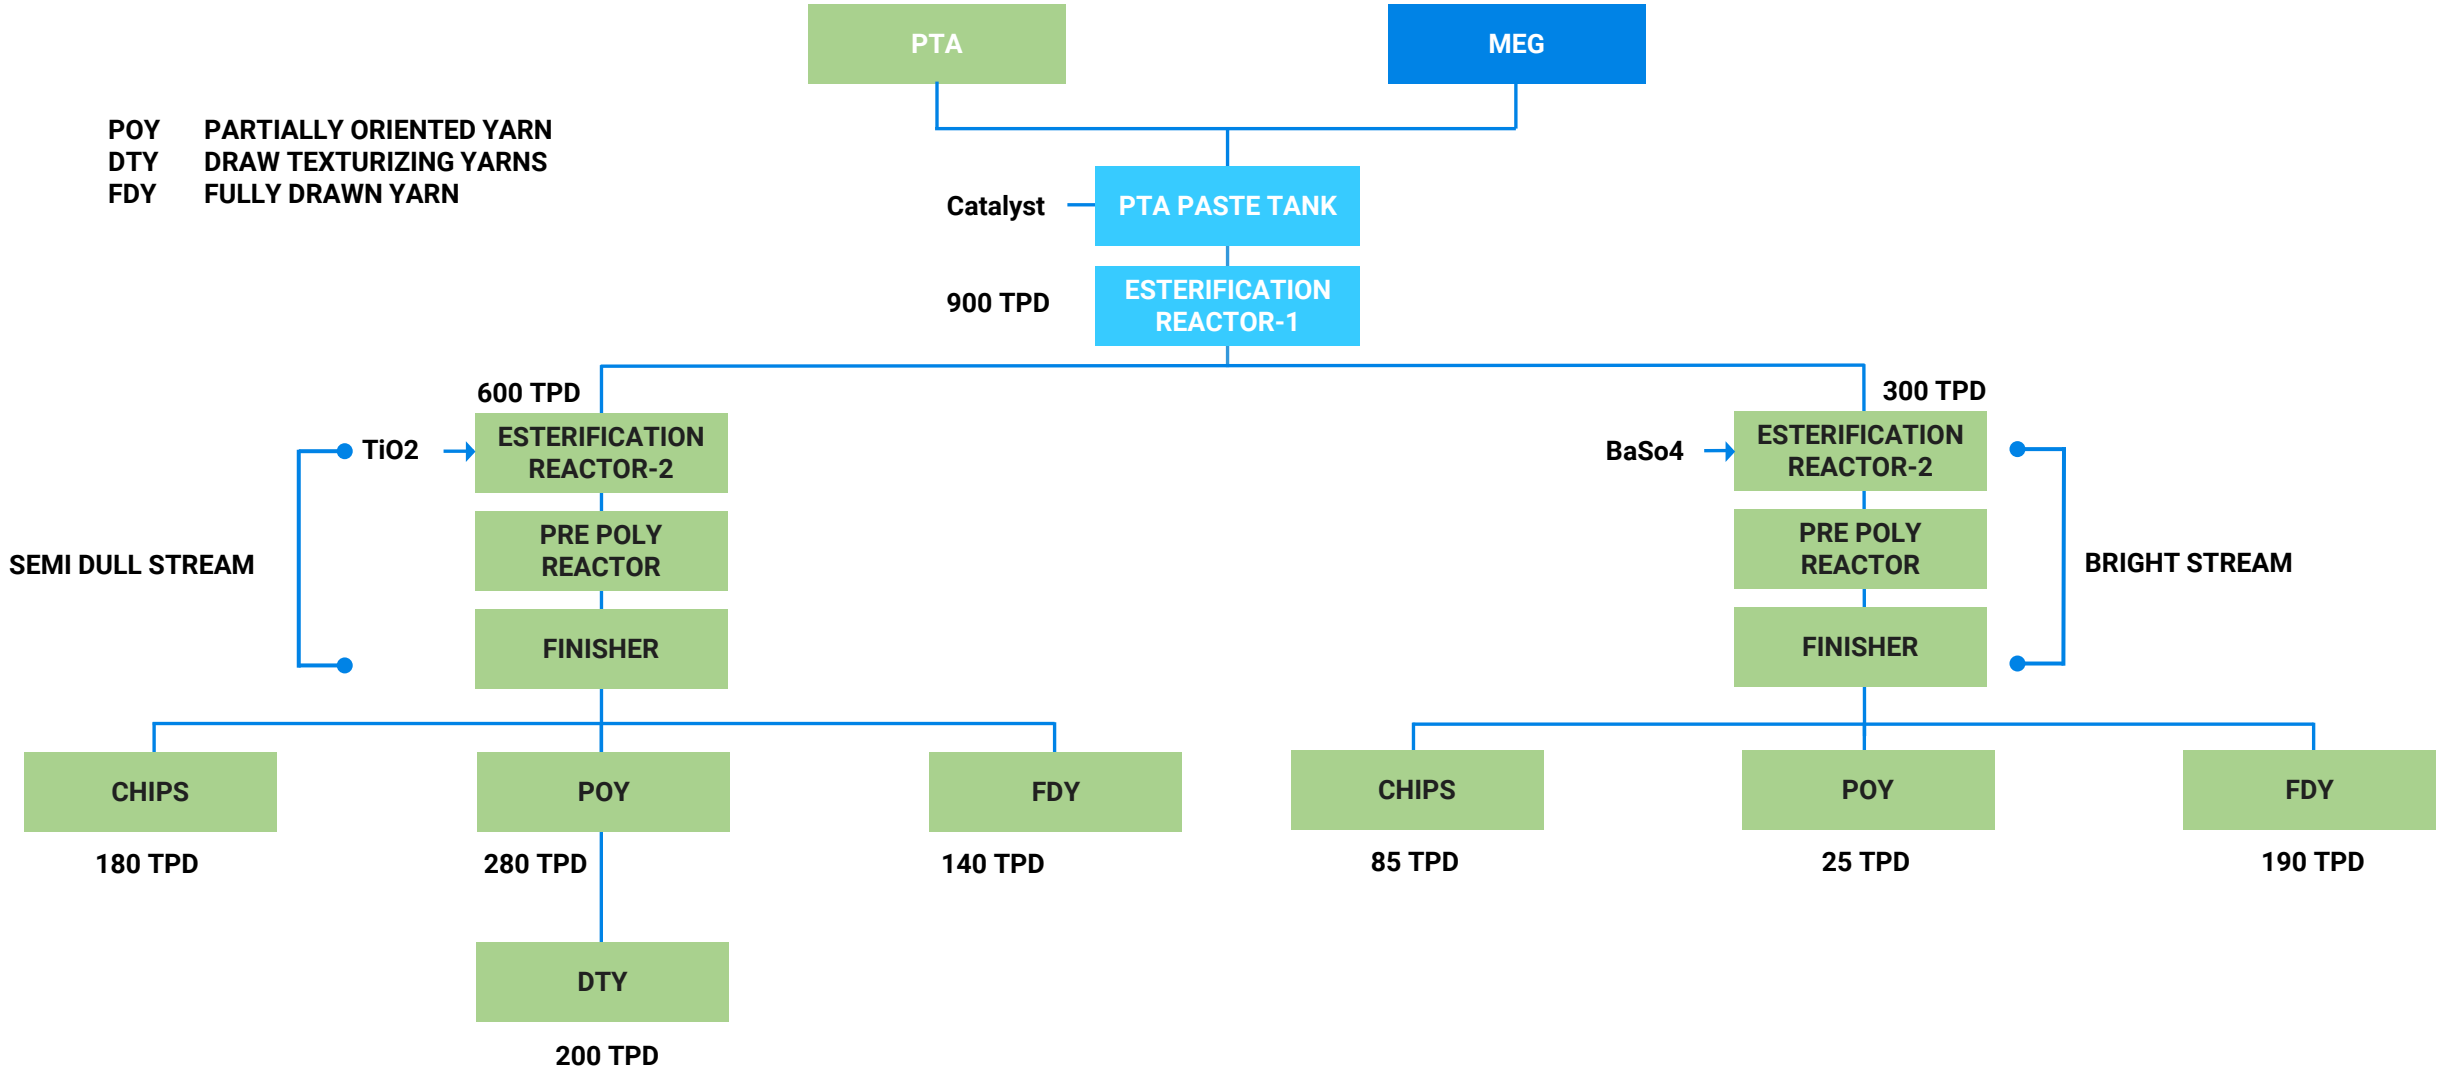 PTA
MEG
POY PARTIALLY ORIENTED YARN
DTY DRAW TEXTURIZING YARNS
FDY FULLY DRAWN YARN
Catalyst
PTA PASTE TANK
900 TPD
ESTERIFICATION
REACTOR-1
600 TPD
300 TPD
TiO2
ESTERIFICATION
REACTOR-2
BaSo4
ESTERIFICATION
REACTOR-2
SEMI DULL STREAM
PRE POLY
REACTOR
PRE POLY
REACTOR
BRIGHT STREAM
FINISHER
FINISHER
CHIPS
POY
FDY
CHIPS
POY
FDY
180 TPD
280 TPD
140 TPD
85 TPD
25 TPD
190 TPD
DTY
200 TPD